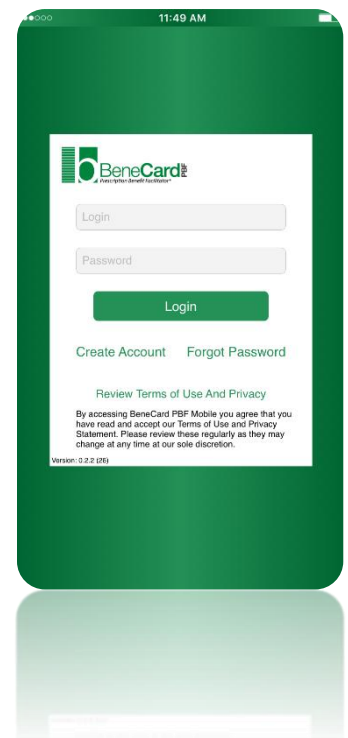 11:49 AM
BeneCard PBF
Prescription Benefit Facilitator
Login
Password
Login
Create Account Forgot Password
Review Terms of Use And Privacy
By accessing BeneCard PBF Mobile you agree that you
have read and accept our Terms of Use and Privacy
Statement. Please review these regularly as they may
change at any time at our sole discretion.
Version: 0.2.2 (26)